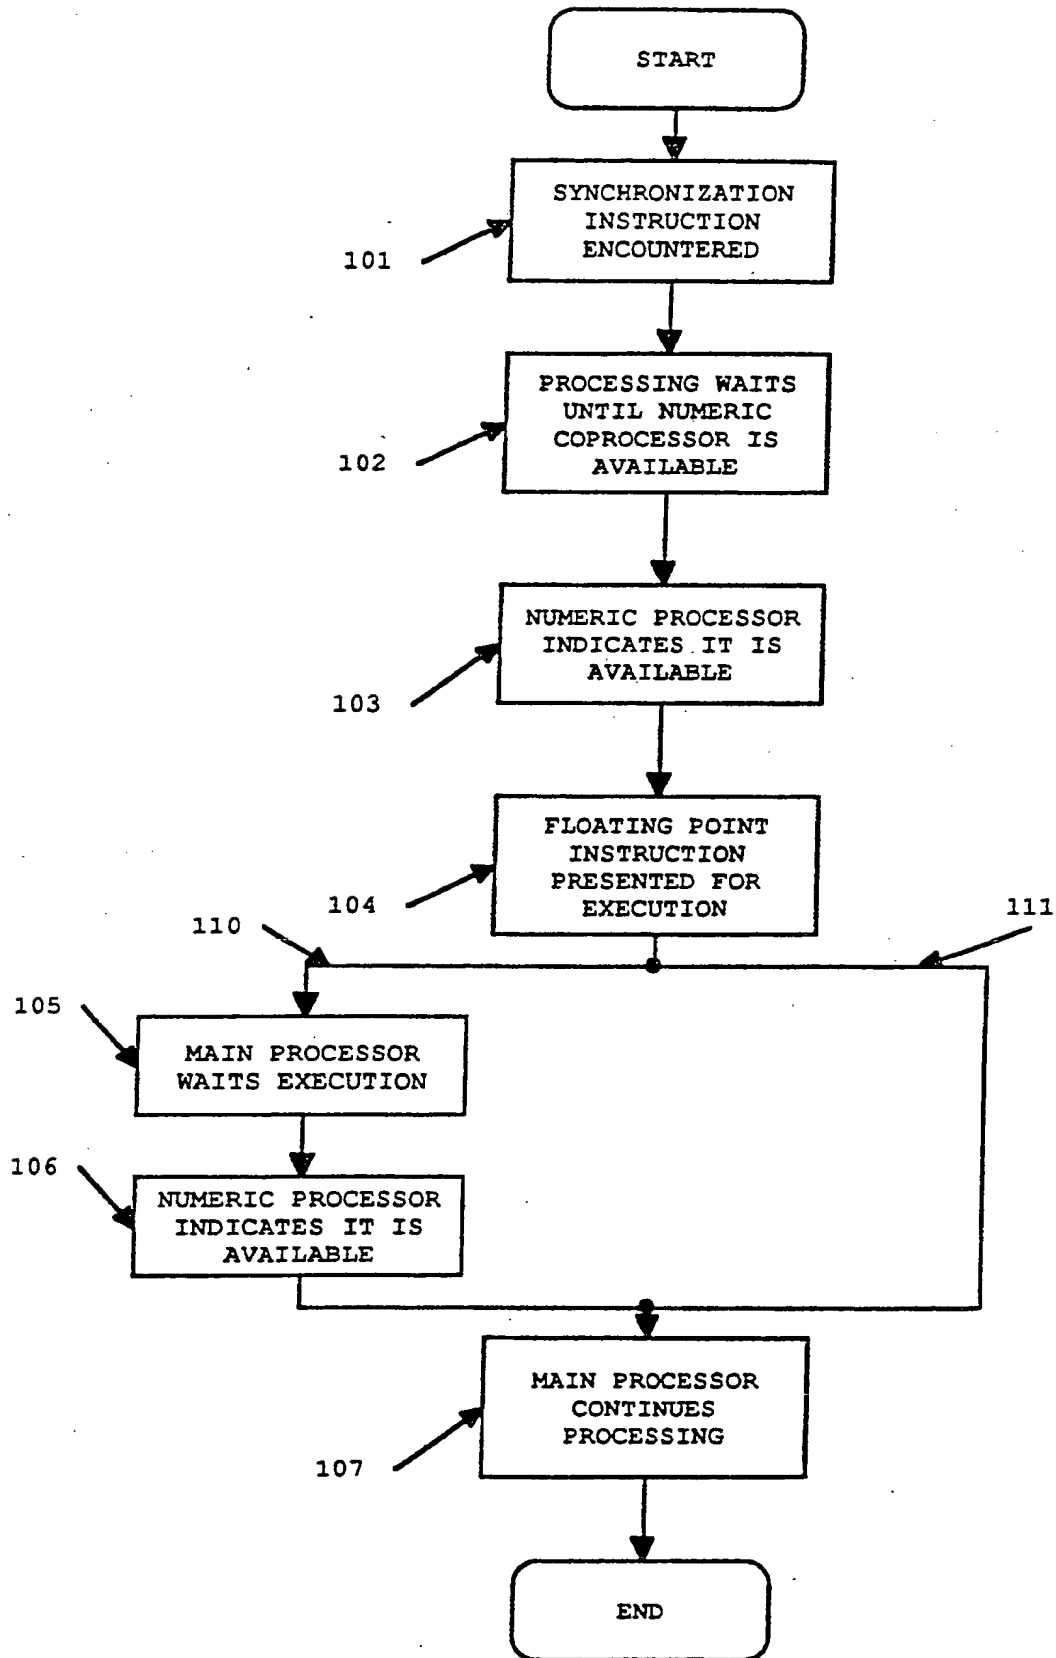 START
SYNCHRONIZATION
INSTRUCTION
ENCOUNTERED
101
PROCESSING WAITS
UNTIL NUMERIC
COPROCESSOR IS
AVAILABLE
102
NUMERIC PROCESSOR
INDICATES IT IS
AVAILABLE
103
FLOATING POINT
INSTRUCTION
PRESENTED FOR
EXECUTION
104
110
111
105
MAIN PROCESSOR
WAITS EXECUTION
106
NUMERIC PROCESSOR
INDICATES IT IS
AVAILABLE
MAIN PROCESSOR
CONTINUES
PROCESSING
107
END